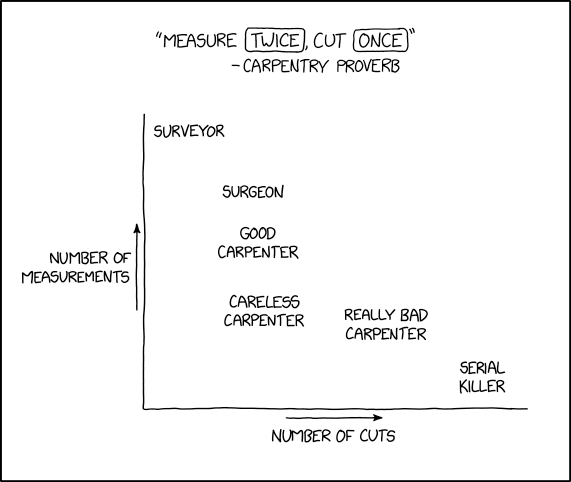 "MEASURE TWICE, CUT ONCE"
- CARPENTRY PROVERB
SURVEYOR
SURGEON
GOOD
CARPENTER
NUMBER OF
MEASUREMENTS
CARELESS
CARPENTER
REALLY BAD
CARPENTER
SERIAL
KILLER
NUMBER OF CUTS